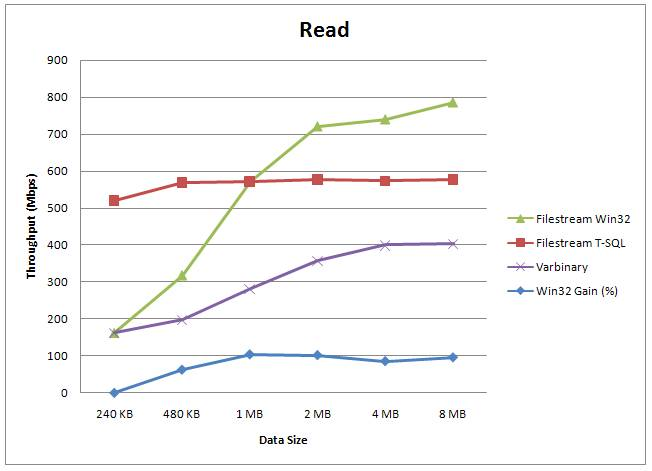 Read
900
800
700
600
500
400
300
200
100
0
Throughput (Mbps)
240 KB 480 KB 1 MB 2 MB 4 MB 8 MB
Data Size
Filestream Win32
Filestream T-SQL
Varbinary
Win32 Gain (%)